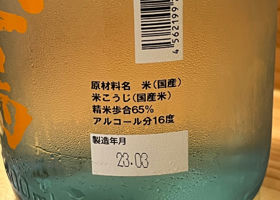 4562199
原材料名 米(国産)
米こうじ(国産米)
精米歩合65%
アルコール分16度
製造年月
23.03